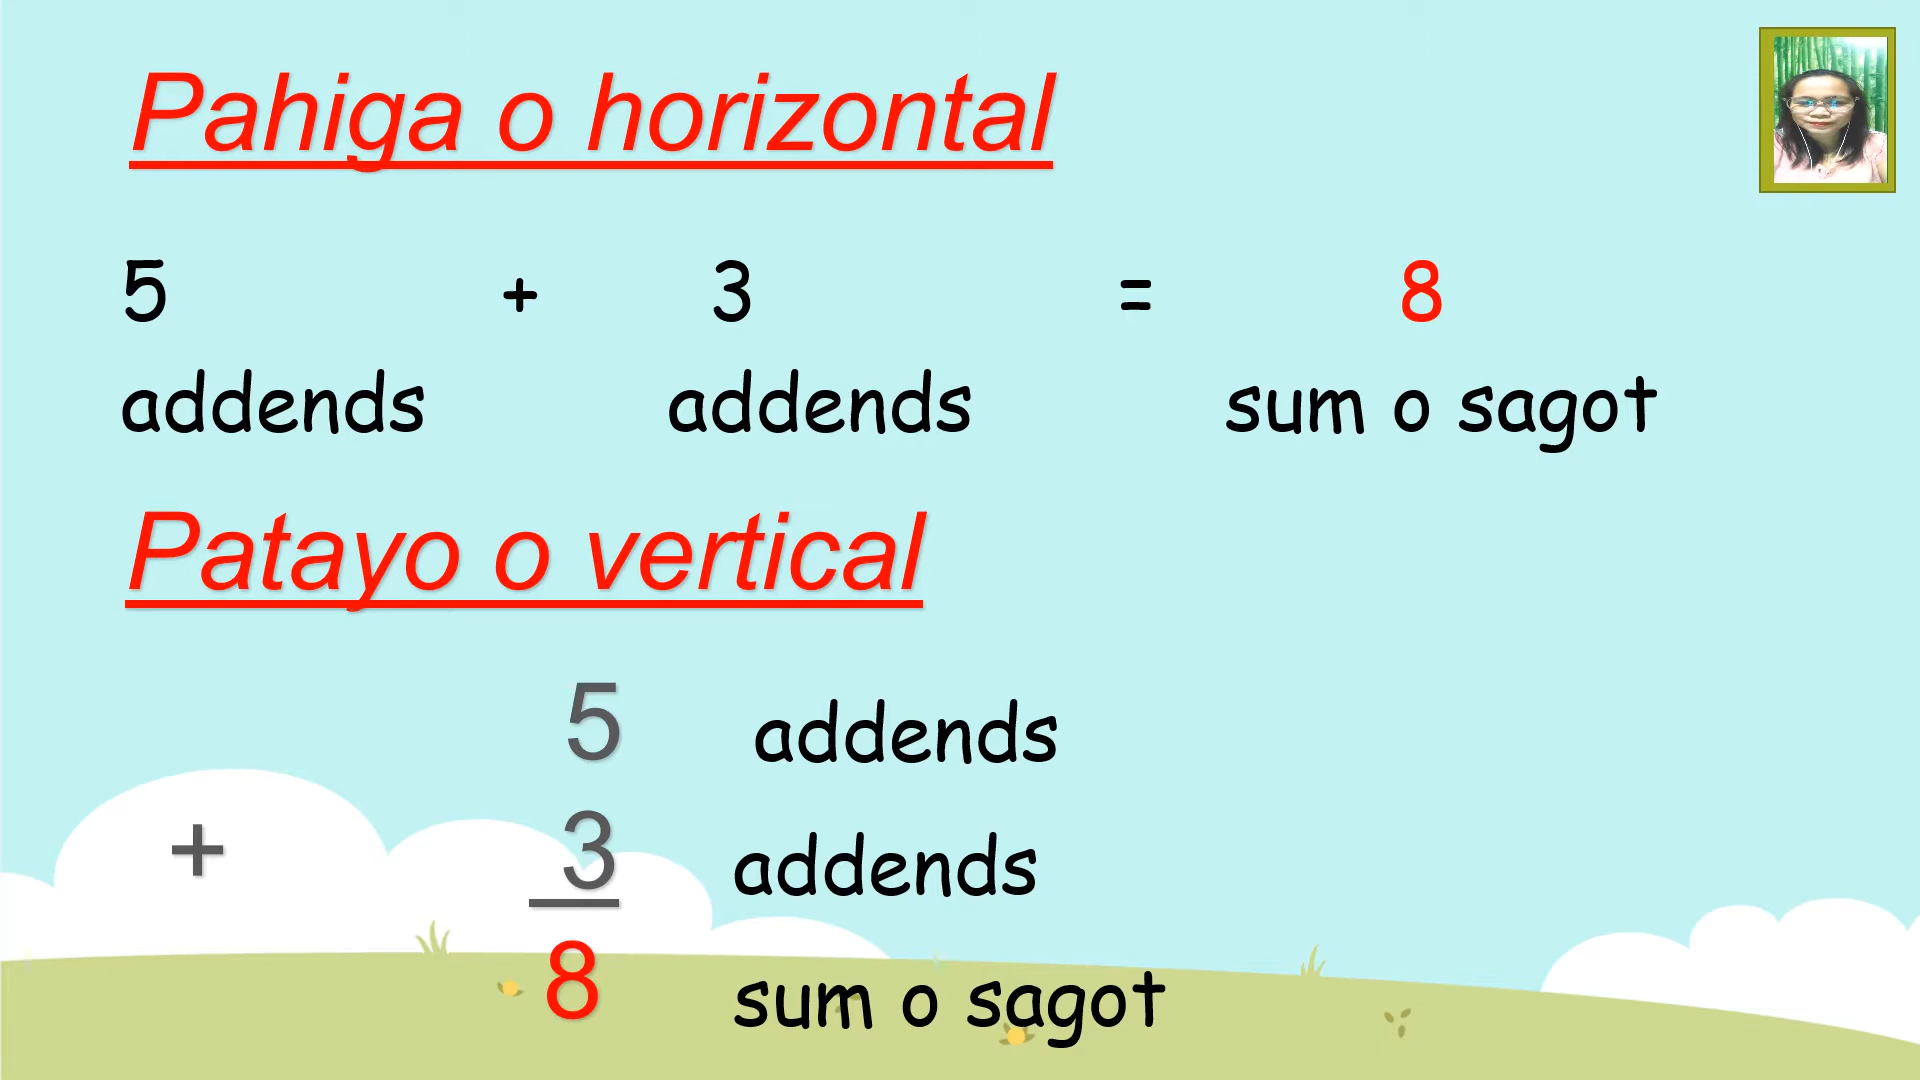 Pahiga o horizontal
5 + 3 = 8
addends addends sum o sagot
Patayo o vertical
5 addends
+ 3 addends
8 sum o sagot